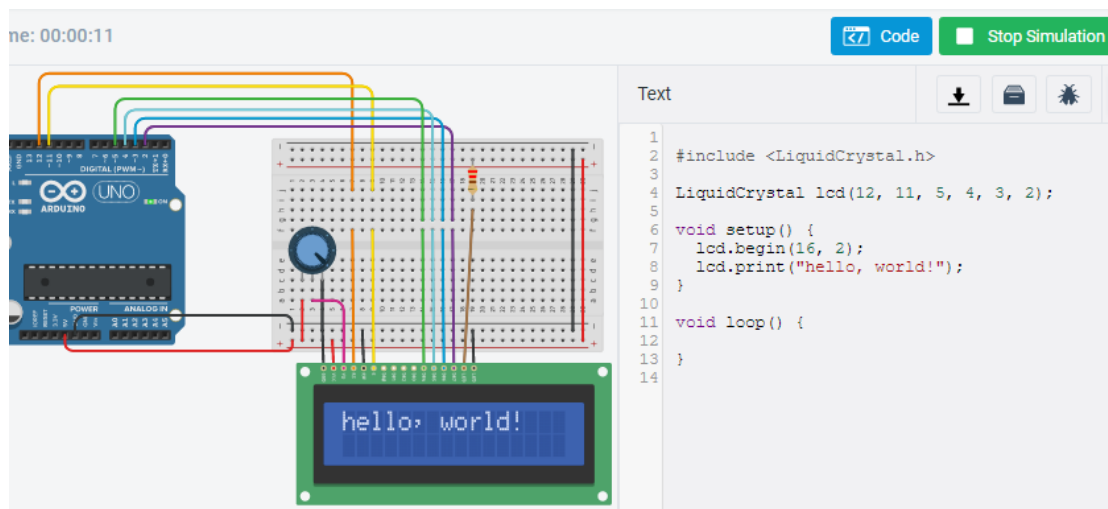 me: 00:00:11
Code
Stop Simulation
Text
1
2 #include <LiquidCrystal.h>
3
4 LiquidCrystal lcd(12, 11, 5, 4, 3, 2);
5
6 void setup() {
7 lcd.begin(16, 2);
8 lcd.print("hello, world!");
9 }
10
11 void loop() {
12
13 }
14
DIGITAL (PWM~)
UNO
ARDUINO
ON
POWER
ANALOG IN
hello, world!